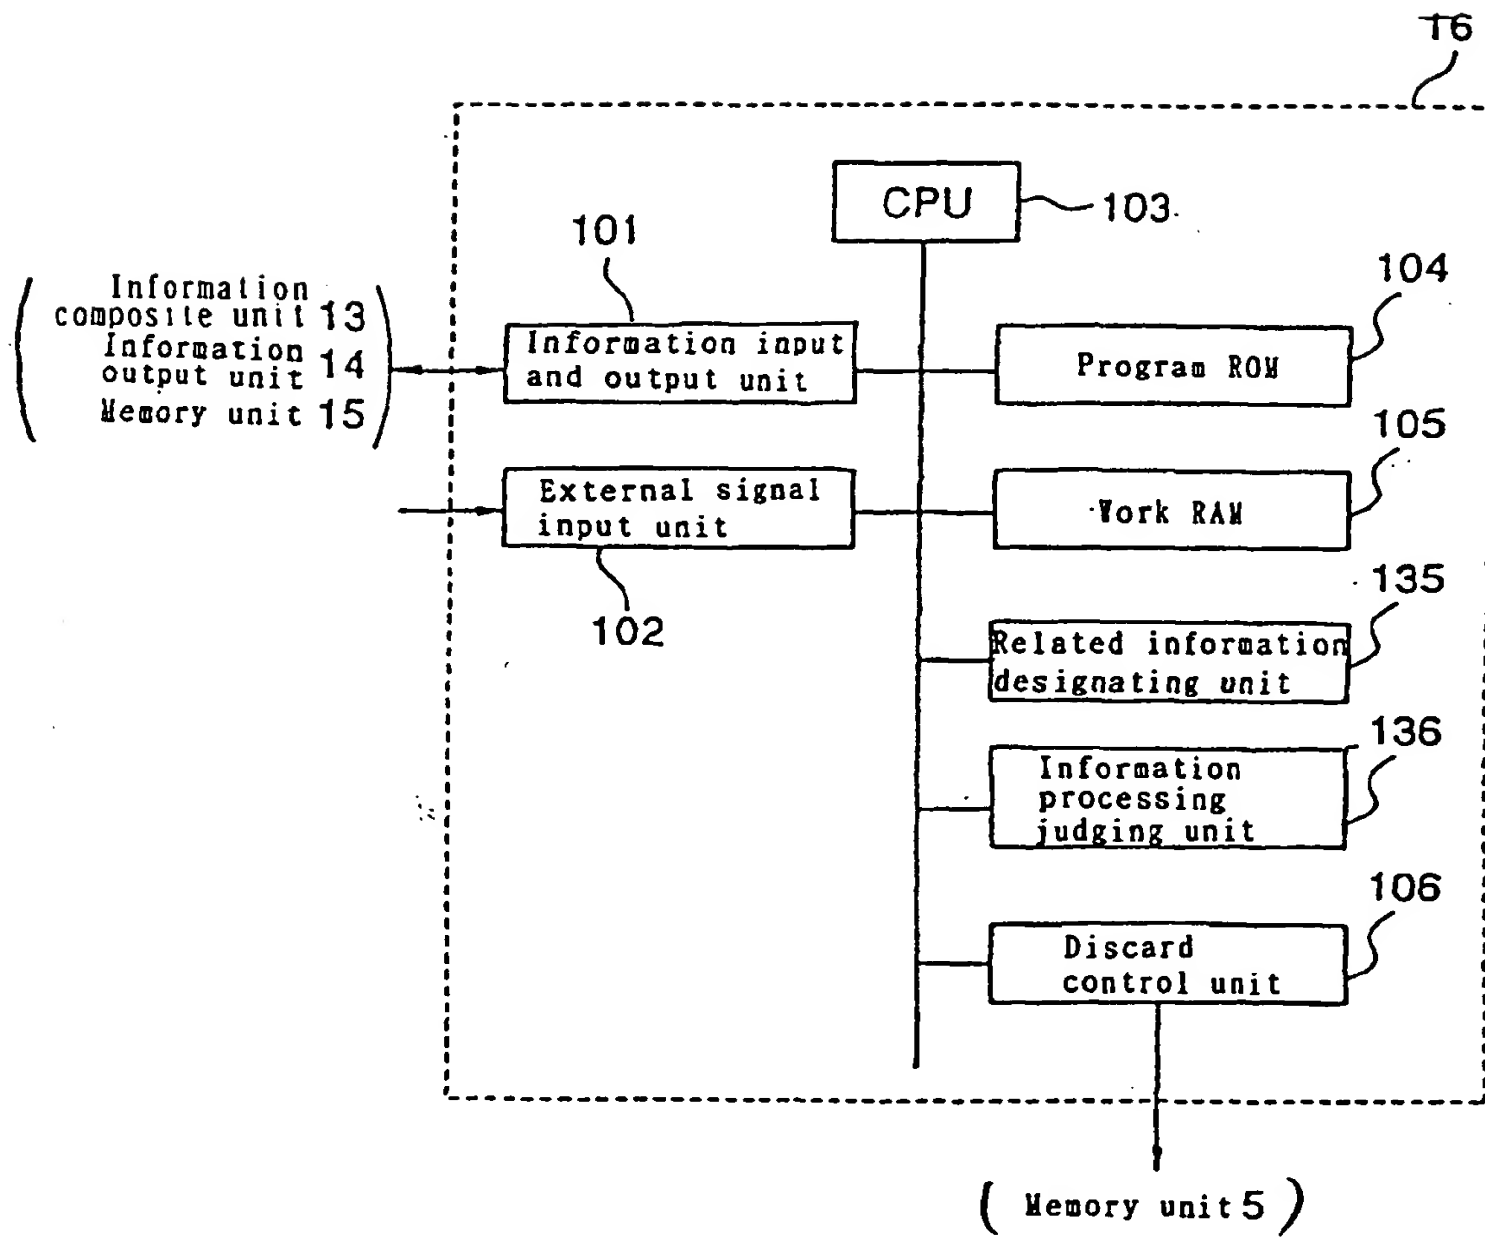 16
CPU
103
101
104
Information
composite unit 13
Information
output unit 14
Memory unit 15
Information input
and output unit
Program ROM
105
External signal
input unit
Work RAM
102
135
Related information
designating unit
136
Information
processing
judging unit
106
Discard
control unit
( Memory unit 5 )